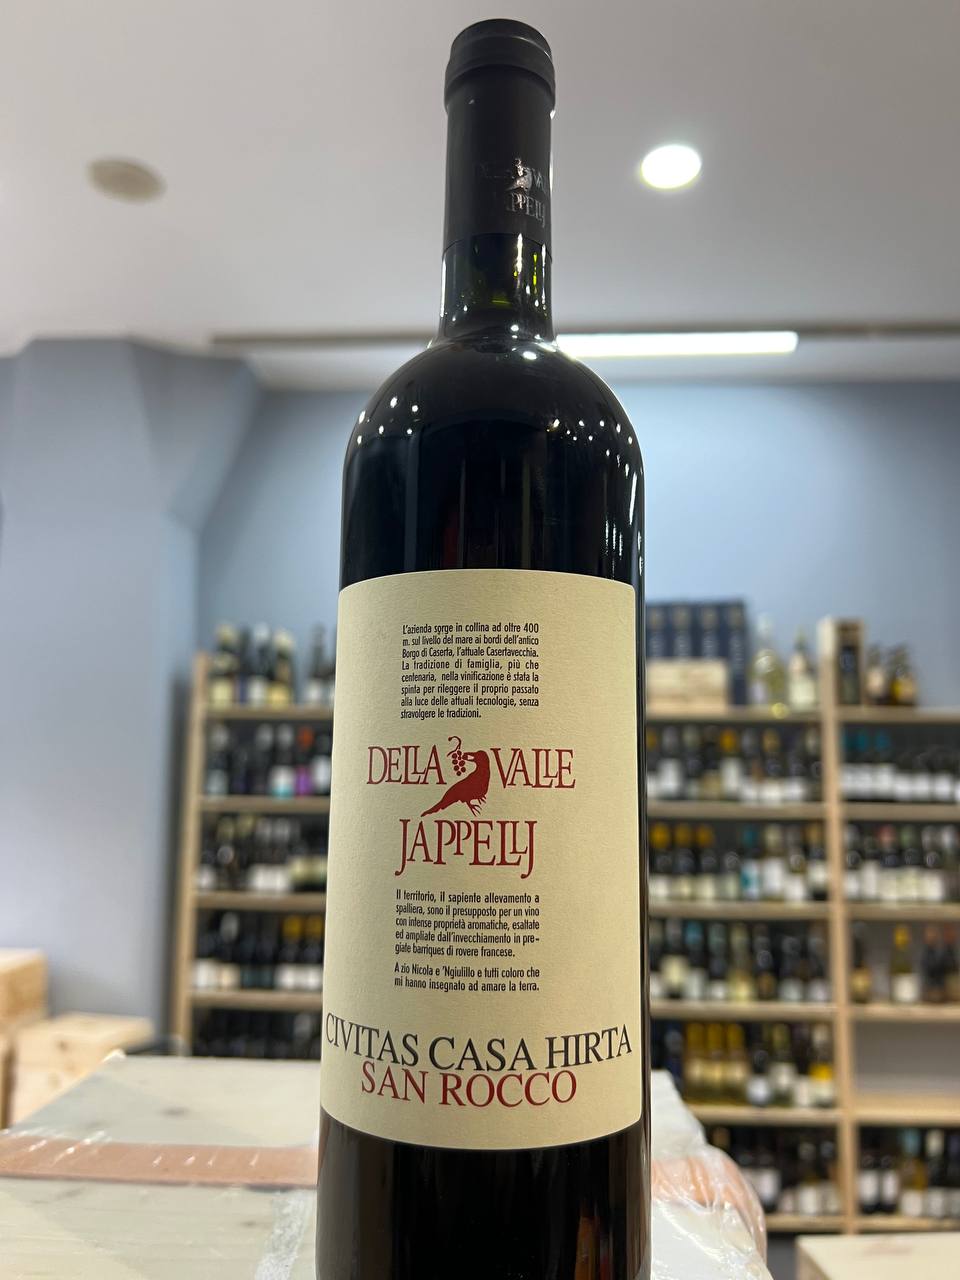 DELLA VALLE
JAPPELLJ
L'azienda sorge in collina ad oltre 400
m. sul livello del mare ai bordi dell'antico
Borgo di Caserta, l'attuale Casertavecchia.
La tradizione di famiglia, più che
centenaria, nella vinificazione è stata la
spinta per rileggere il proprio passato
alla luce delle attuali tecnologie, senza
stravolgere le tradizioni.
DELLA VALLE
JAPPELLJ
Il territorio, il sapiente allevamento a
spalliera, sono il presupposto per un vino
con intense proprietà aromatiche, esaltate
ed ampliate dall'invecchiamento in pre-
giate barriques di rovere francese.
A zio Nicola e 'Ngiulillo e tutti coloro che
mi hanno insegnato ad amare la terra.
CIVITAS CASA HIRTA
SAN ROCCO